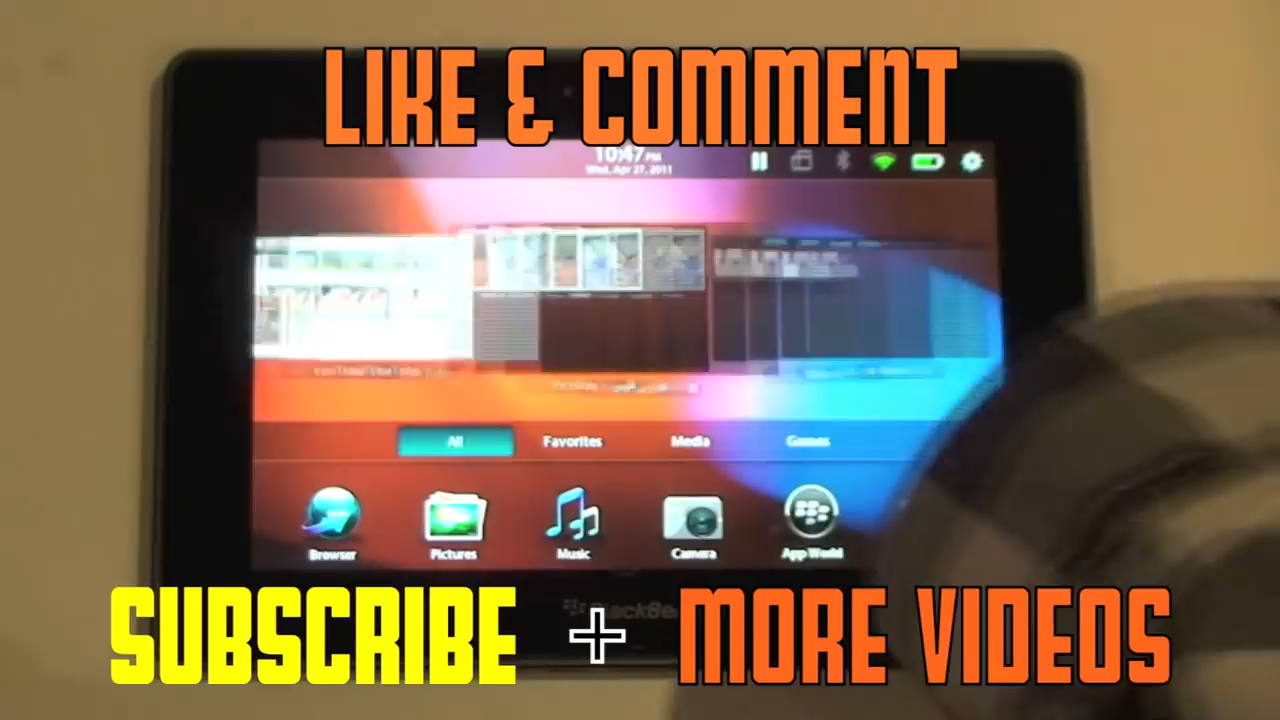 LIKE & COMMENT
10:47PM
Wed, Apr 27, 2011
All Favorites Media Games
Browser Pictures Music Camera App World
SUBSCRIBE + MORE VIDEOS